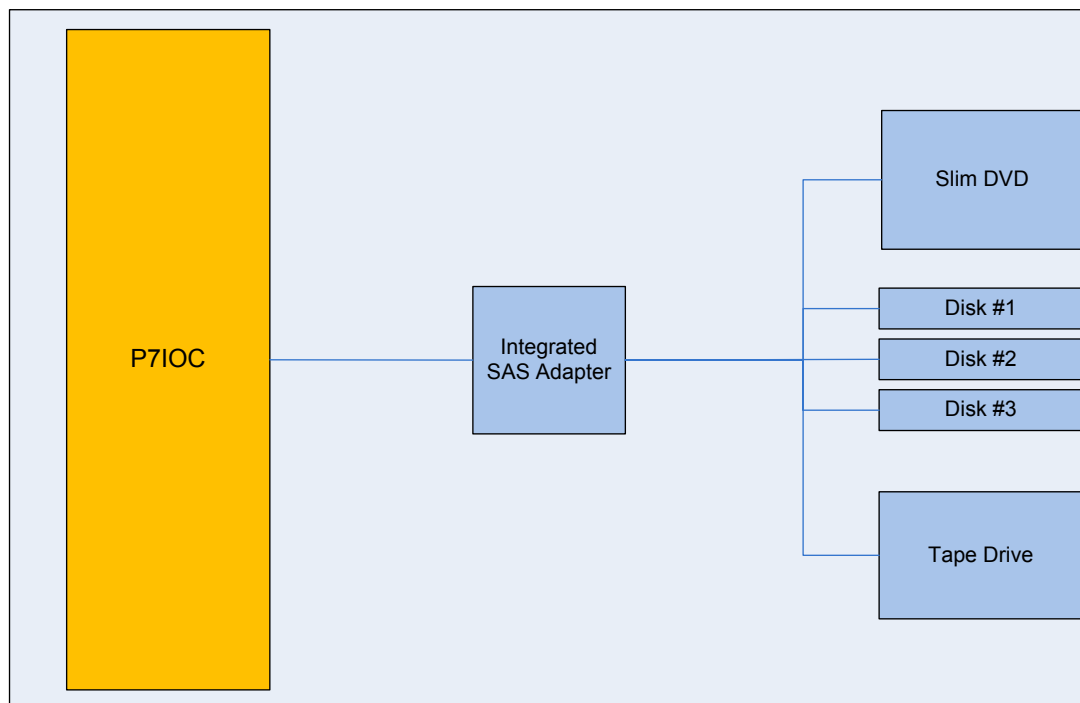 P7IOC
Integrated
SAS Adapter
Slim DVD
Disk #1
Disk #2
Disk #3
Tape Drive